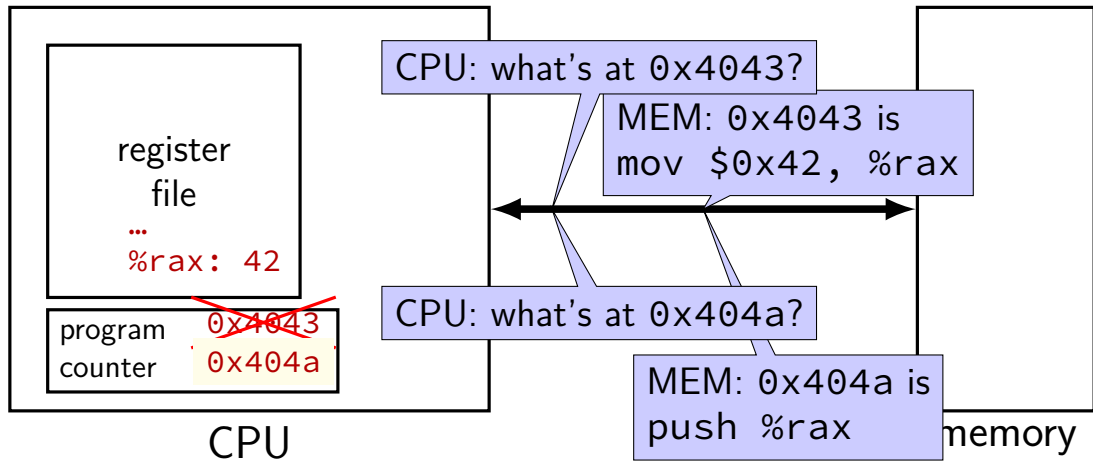 CPU: what's at 0x4043?
MEM: 0x4043 is
mov $0x42, %rax
register
file
…
%rax: 42
program
counter
0x4043
0x404a
CPU: what's at 0x404a?
MEM: 0x404a is
push %rax
CPU
memory